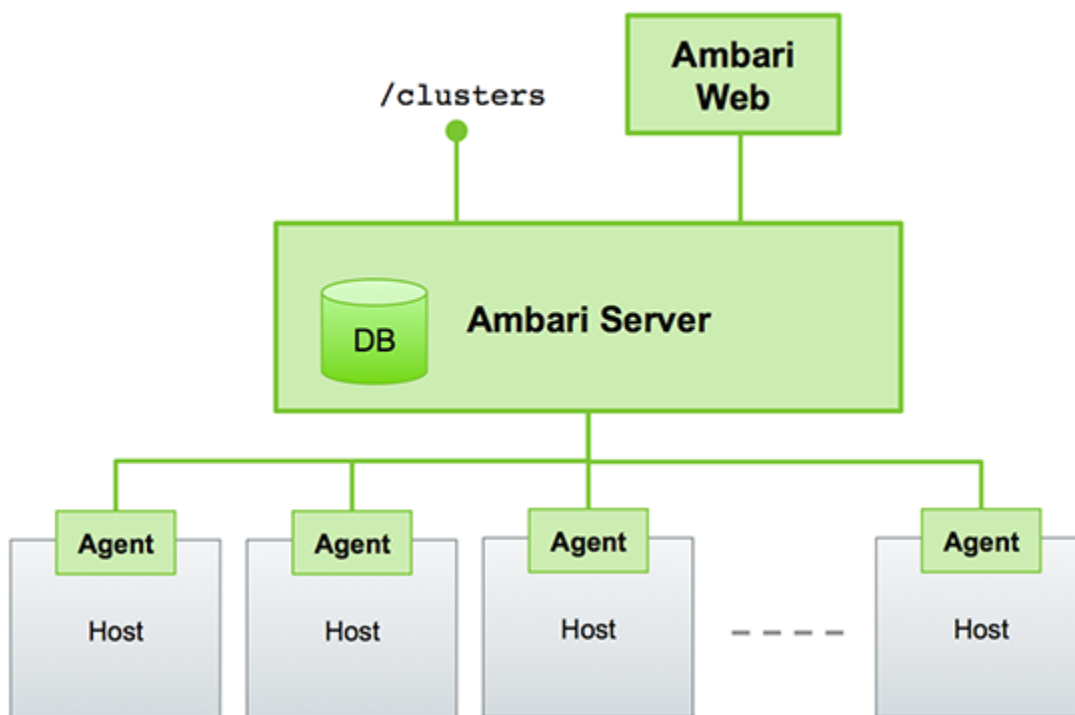 Ambari
Web
/clusters
DB
Ambari Server
Agent
Agent
Agent
Agent
Host
Host
Host
Host